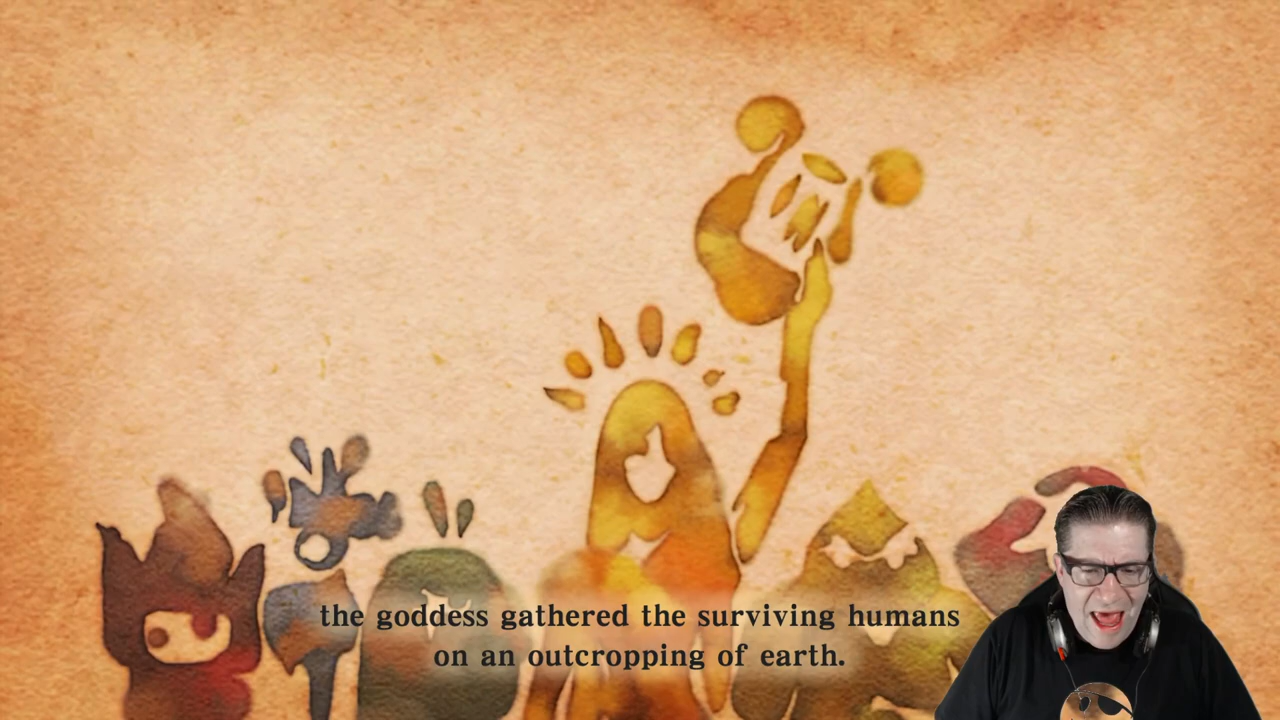 the goddess gathered the surviving humans
on an outcropping of earth.